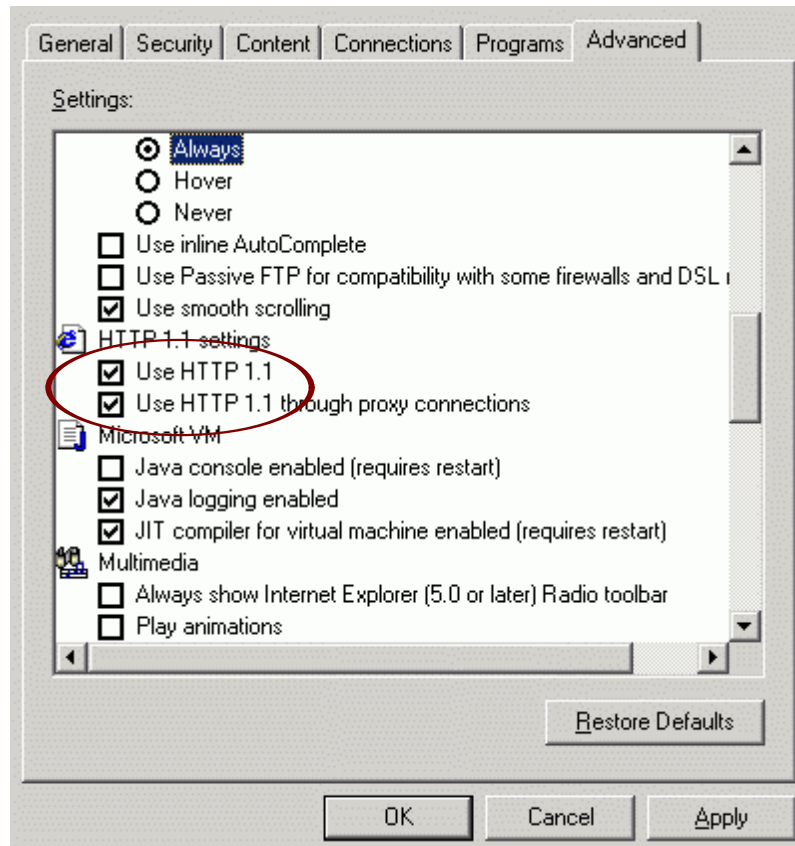 General Security Content Connections Programs Advanced
Settings:
Always
Hover
Never
Use inline AutoComplete
Use Passive FTP for compatibility with some firewalls and DSL
Use smooth scrolling
HTTP 1.1 settings
Use HTTP 1.1
Use HTTP 1.1 through proxy connections
Microsoft VM
Java console enabled (requires restart)
Java logging enabled
JIT compiler for virtual machine enabled (requires restart)
Multimedia
Always show Internet Explorer (5.0 or later) Radio toolbar
Play animations
Restore Defaults
OK Cancel Apply